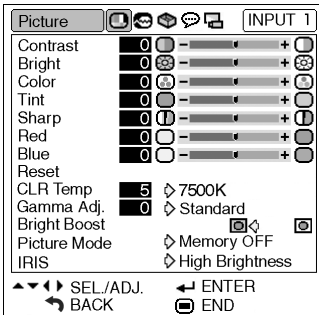 Picture INPUT 1
Contrast 0 - +
Bright 0 - +
Color 0 - +
Tint 0 - +
Sharp 0 - +
Red 0 - +
Blue 0 - +
Reset
CLR Temp 5 7500K
Gamma Adj. 0 Standard
Bright Boost
Picture Mode Memory OFF
IRIS High Brightness
SEL./ADJ. ENTER
BACK END